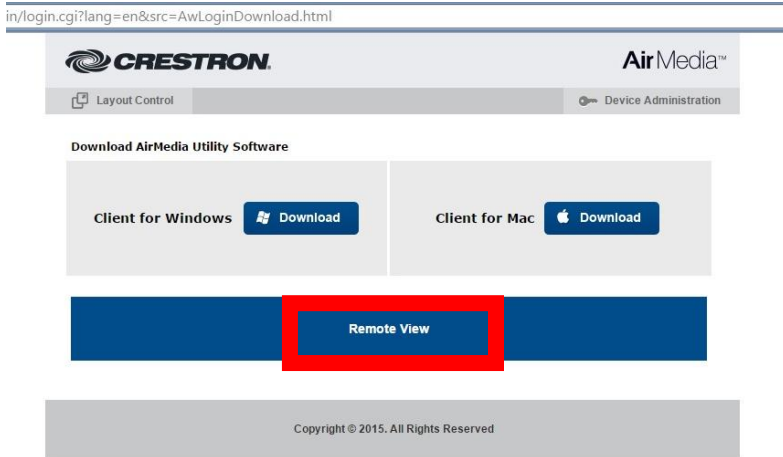 in/login.cgi?lang=en&src=AwLoginDownload.html
CRESTRON.
AirMedia™
Layout Control
Device Administration
Download AirMedia Utility Software
Client for Windows
Download
Client for Mac
Download
Remote View
Copyright © 2015. All Rights Reserved